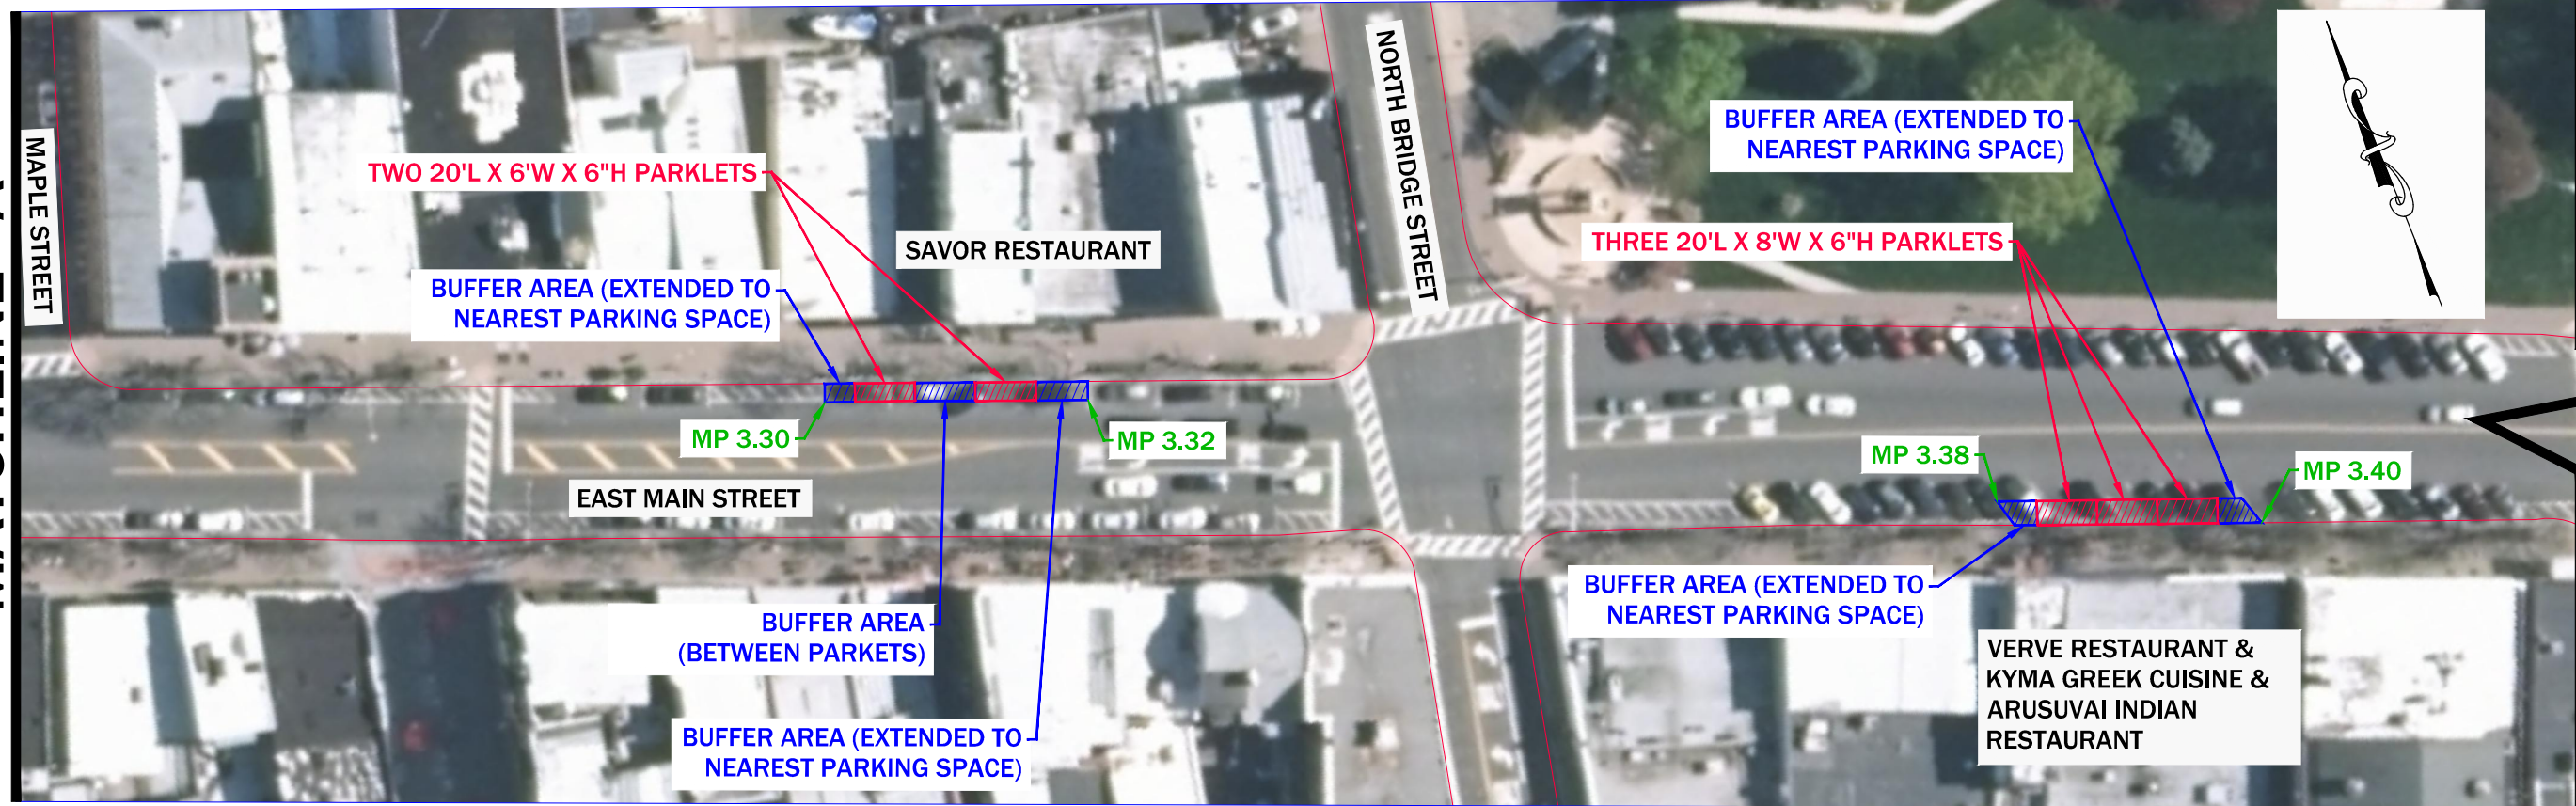 MAPLE STREET
TWO 20'L X 6'W X 6"H PARKLETS
BUFFER AREA (EXTENDED TO
NEAREST PARKING SPACE)
SAVOR RESTAURANT
NORTH BRIDGE STREET
BUFFER AREA (EXTENDED TO
NEAREST PARKING SPACE)
THREE 20'L X 8'W X 6"H PARKLETS
MP 3.30
MP 3.32
EAST MAIN STREET
MP 3.38
MP 3.40
BUFFER AREA
(BETWEEN PARKETS)
BUFFER AREA (EXTENDED TO
NEAREST PARKING SPACE)
BUFFER AREA (EXTENDED TO
NEAREST PARKING SPACE)
VERVE RESTAURANT &
KYMA GREEK CUISINE &
ARUSUVAI INDIAN
RESTAURANT